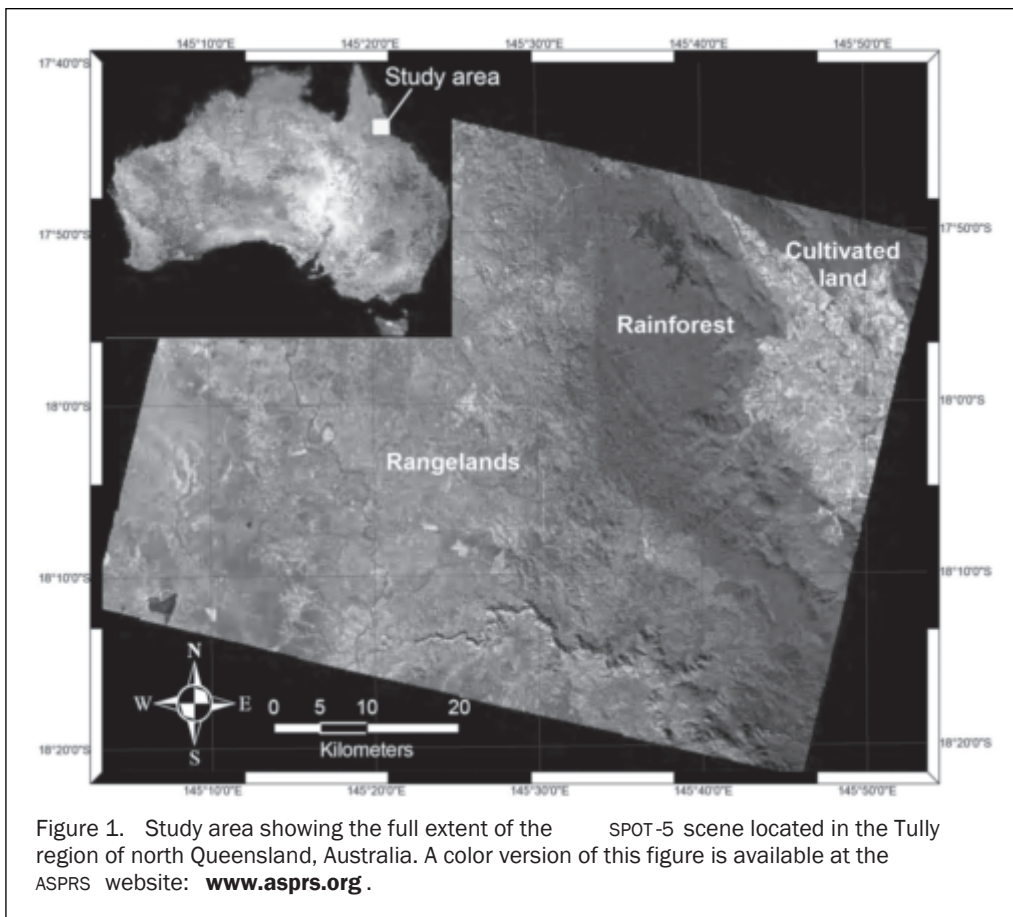 145°10'0"E 145°20'0"E 145°30'0"E 145°40'0"E 145°50'0"E
17°40'0"S
Study area
17°50'0"S
17°50'0"S
Cultivated
land
Rainforest
18°0'0"S
18°0'0"S
Rangelands
18°10'0"S
18°10'0"S
N
W E
S
0 5 10 20
Kilometers
18°20'0"S
18°20'0"S
145°10'0"E 145°20'0"E 145°30'0"E 145°40'0"E 145°50'0"E
Figure 1. Study area showing the full extent of the SPOT-5 scene located in the Tully
region of north Queensland, Australia. A color version of this figure is available at the
ASPRS website: www.asprs.org.